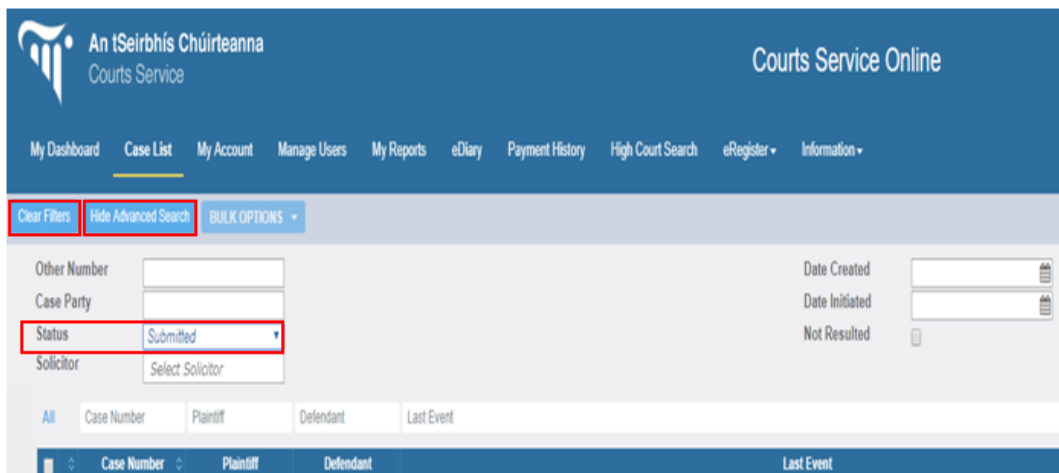 An tSeirbhís Chúirteanna
Courts Service
Courts Service Online
My Dashboard Case List My Account Manage Users My Reports eDiary Payment History High Court Search eRegister Information
Clear Filters Hide Advanced Search BULK OPTIONS
Other Number Date Created
Case Party Date Initiated
Status Submitted Not Resulted
Solicitor Select Solicitor
All Case Number Plaintiff Defendant Last Event
Case Number Plaintiff Defendant Last Event